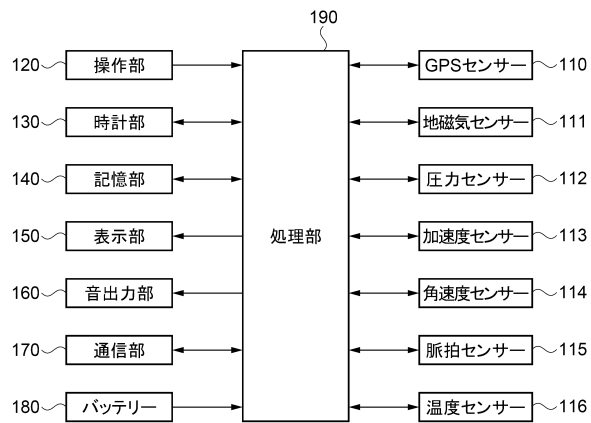 190
120 操作部
130 時計部
140 記憶部
150 表示部
160 音出力部
170 通信部
180 バッテリー
処理部
GPSセンサー 110
地磁気センサー 111
圧力センサー 112
加速度センサー 113
角速度センサー 114
脈拍センサー 115
温度センサー 116